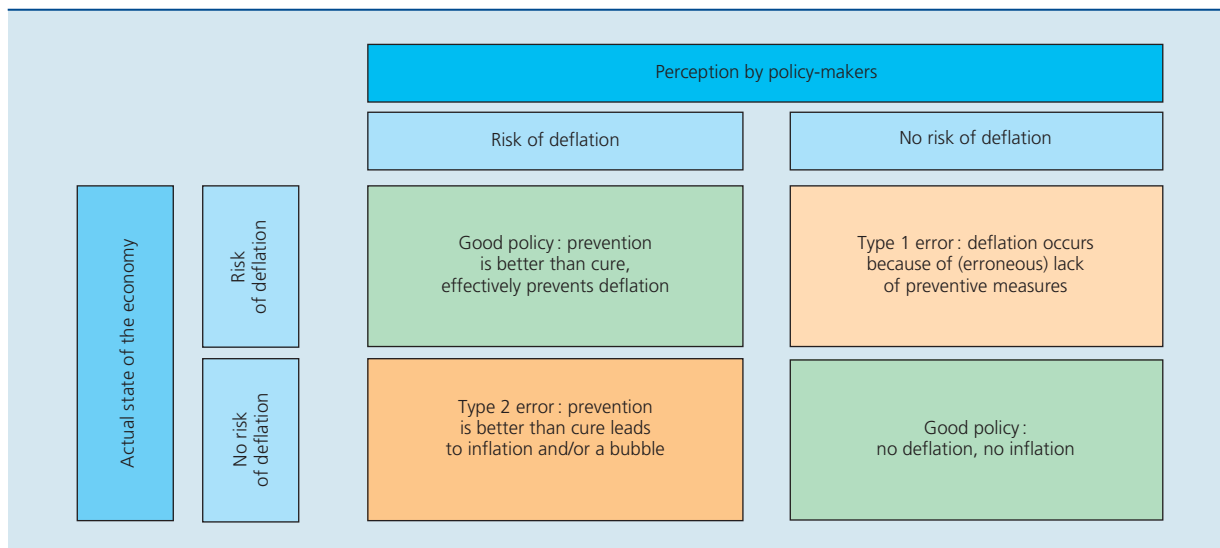 Perception by policy-makers
Risk of deflation
No risk of deflation
Actual state of the economy
Risk
of deflation
Good policy : prevention
is better than cure,
effectively prevents deflation
Type 1 error : deflation occurs
because of (erroneous) lack
of preventive measures
No risk
of deflation
Type 2 error : prevention
is better than cure leads
to inflation and/or a bubble
Good policy :
no deflation, no inflation